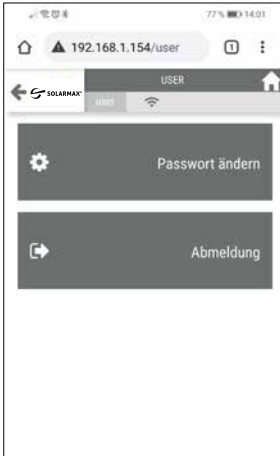 77 % 14:01
192.168.1.154/user
1
USER
SOLARMAX
USER
Passwort ändern
Abmeldung